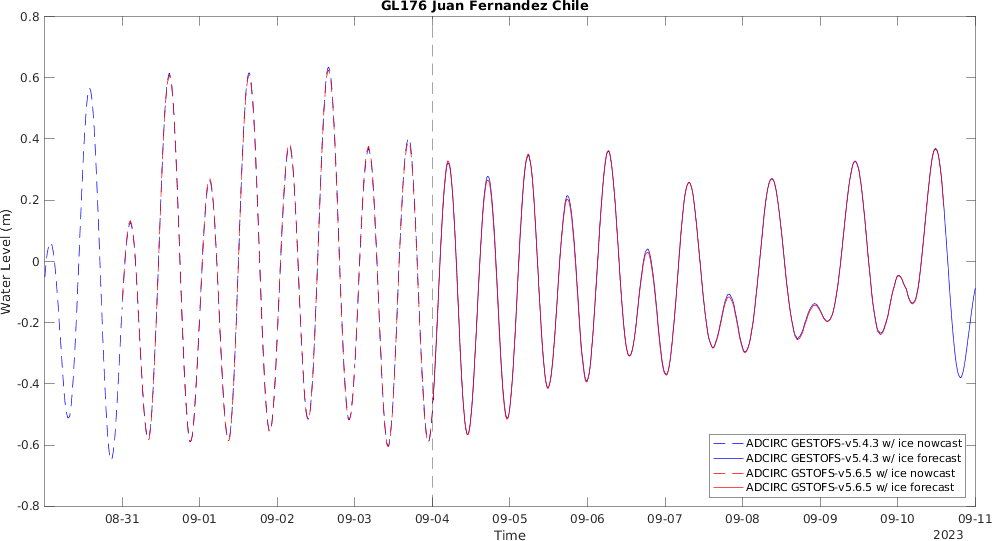 GL176 Juan Fernandez Chile
Water Level (m)
0.8
0.6
0.4
0.2
0
-0.2
-0.4
-0.6
-0.8
ADCIRC GESTOFS-v5.4.3 w/ ice nowcast
ADCIRC GESTOFS-v5.4.3 w/ ice forecast
ADCIRC GSTOFS-v5.6.5 w/ ice nowcast
ADCIRC GSTOFS-v5.6.5 w/ ice forecast
08-31 09-01 09-02 09-03 09-04 09-05 09-06 09-07 09-08 09-09 09-10 09-11
Time
2023